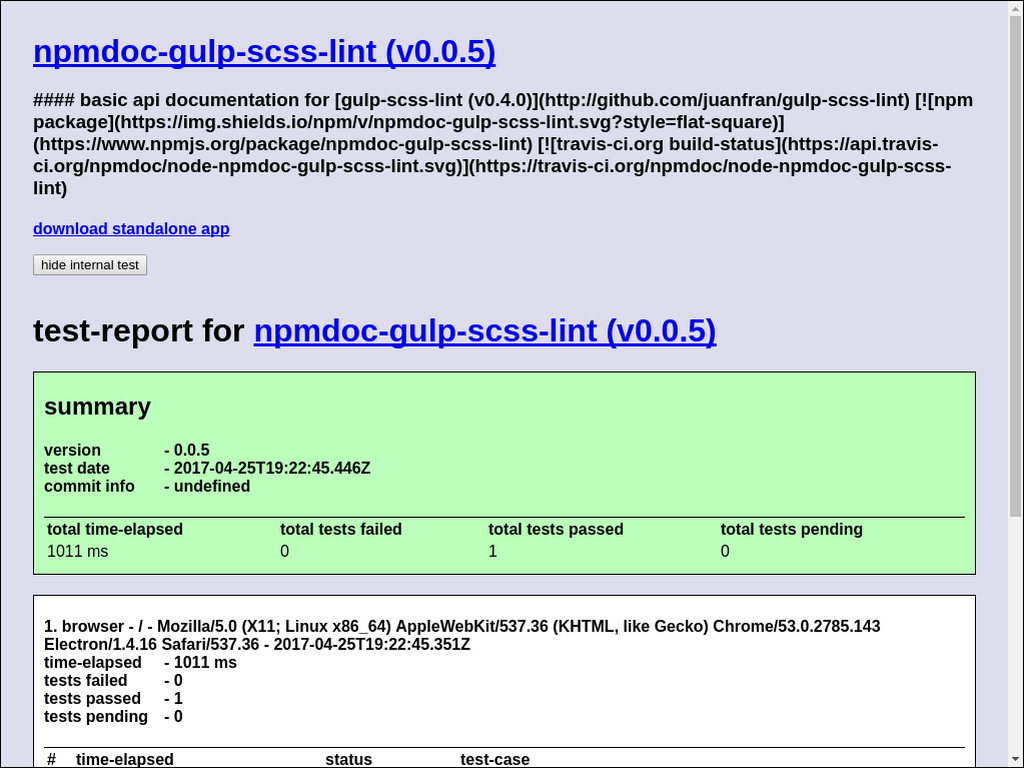 npmdoc-gulp-scss-lint (v0.0.5)
#### basic api documentation for [gulp-scss-lint (v0.4.0)](http://github.com/juanfran/gulp-scss-lint) [![npm
package](https://img.shields.io/npm/v/npmdoc-gulp-scss-lint.svg?style=flat-square)]
(https://www.npmjs.org/package/npmdoc-gulp-scss-lint) [![travis-ci.org build-status](https://api.travis-
ci.org/npmdoc/node-npmdoc-gulp-scss-lint.svg)](https://travis-ci.org/npmdoc/node-npmdoc-gulp-scss-
lint)
download standalone app
hide internal test
test-report for npmdoc-gulp-scss-lint (v0.0.5)
summary
version - 0.0.5
test date - 2017-04-25T19:22:45.446Z
commit info - undefined
total time-elapsed total tests failed total tests passed total tests pending
1011 ms 0 1 0
1. browser - / - Mozilla/5.0 (X11; Linux x86_64) AppleWebKit/537.36 (KHTML, like Gecko) Chrome/53.0.2785.143
Electron/1.4.16 Safari/537.36 - 2017-04-25T19:22:45.351Z
time-elapsed - 1011 ms
tests failed - 0
tests passed - 1
tests pending - 0
# time-elapsed status test-case